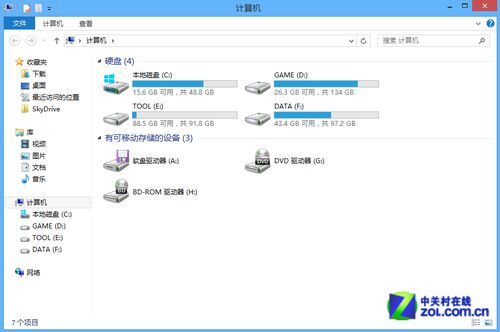 计算机
文件
计算机
查看
计算机
搜索 计算机
收藏夹
下载
桌面
最近访问的位置
SkyDrive
库
视频
图片
文档
音乐
计算机
本地磁盘 (C:)
GAME (D:)
TOOL (E:)
DATA (F:)
网络
硬盘 (4)
本地磁盘 (C:)
15.6 GB 可用，共 48.8 GB
GAME (D:)
26.3 GB 可用，共 134 GB
TOOL (E:)
88.5 GB 可用，共 91.8 GB
DATA (F:)
43.4 GB 可用，共 97.2 GB
有可移动存储的设备 (3)
软盘驱动器 (A:)
DVD 驱动器 (G:)
DVD
BD-ROM 驱动器 (H:)
BD
7 个项目
Z
中关村在线
zol.com.cn